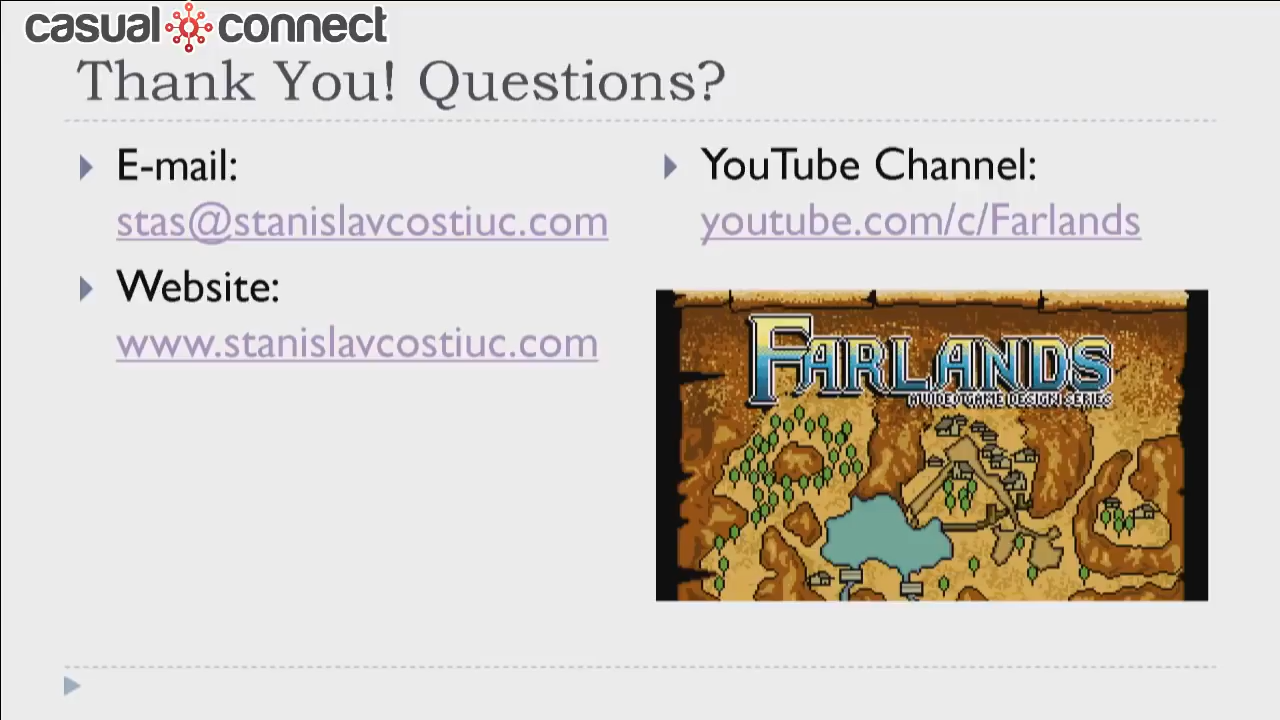 casual connect
Thank You! Questions?
E-mail:
stas@stanislavcostiuc.com
Website:
www.stanislavcostiuc.com
YouTube Channel:
youtube.com/c/Farlands
FARLANDS
A VIDEO GAME DESIGN SERIES